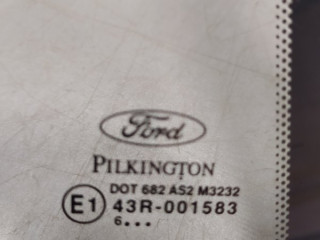 Ford
PILKINGTON
DOT 682 AS2 M3232
E1 43R-001583
6...